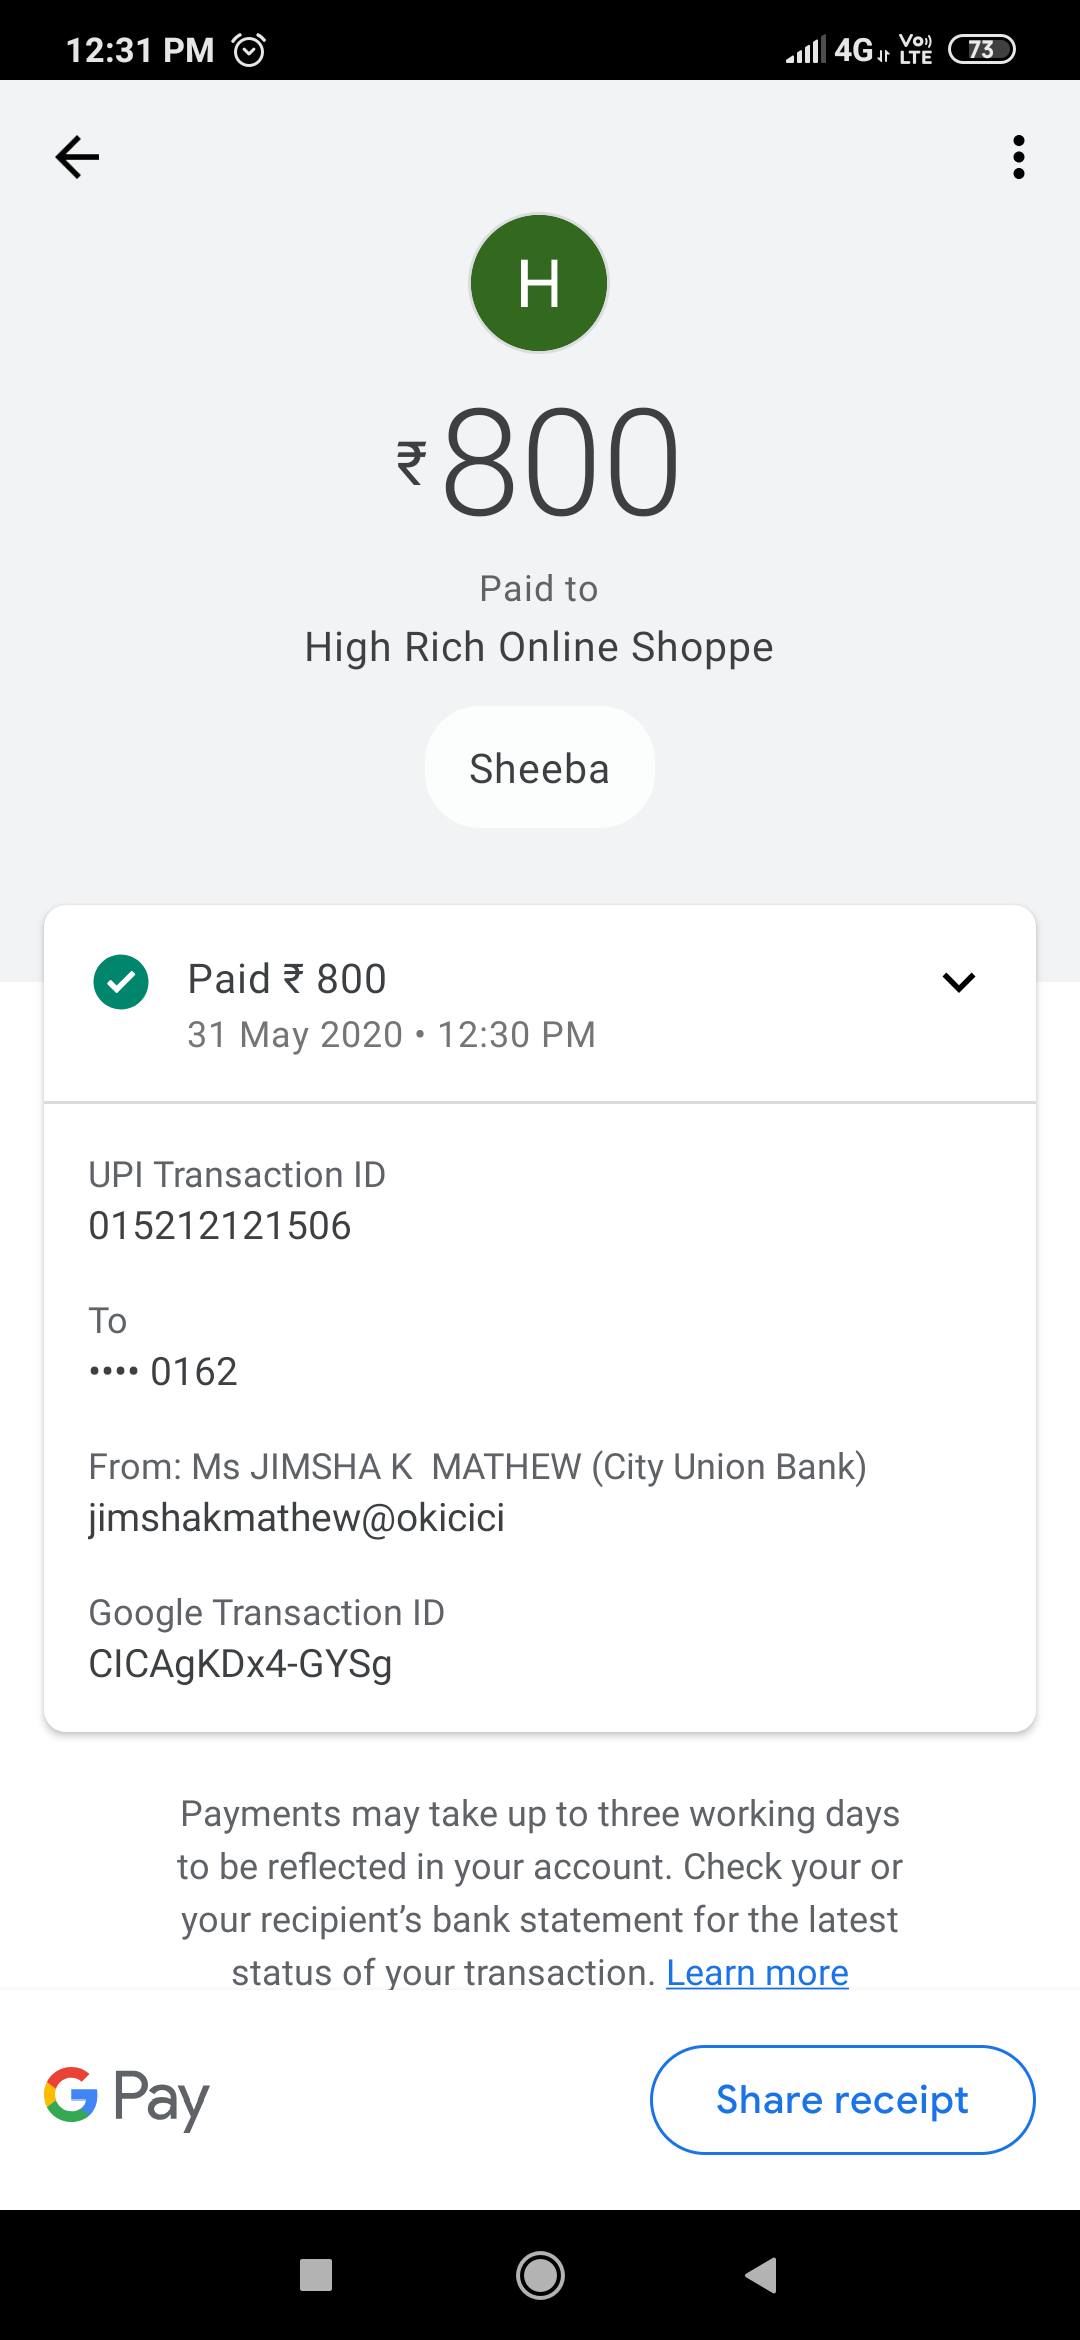 12:31 PM 4G Vo) LTE 73
H
₹800
Paid to
High Rich Online Shoppe
Sheeba
Paid ₹ 800
31 May 2020 • 12:30 PM
UPI Transaction ID
015212121506
To
•••• 0162
From: Ms JIMSHA K  MATHEW (City Union Bank)
jimshakmathew@okicici
Google Transaction ID
CICAgKDx4-GYSg
Payments may take up to three working days
to be reflected in your account. Check your or
your recipient’s bank statement for the latest
status of your transaction. Learn more
G Pay
Share receipt